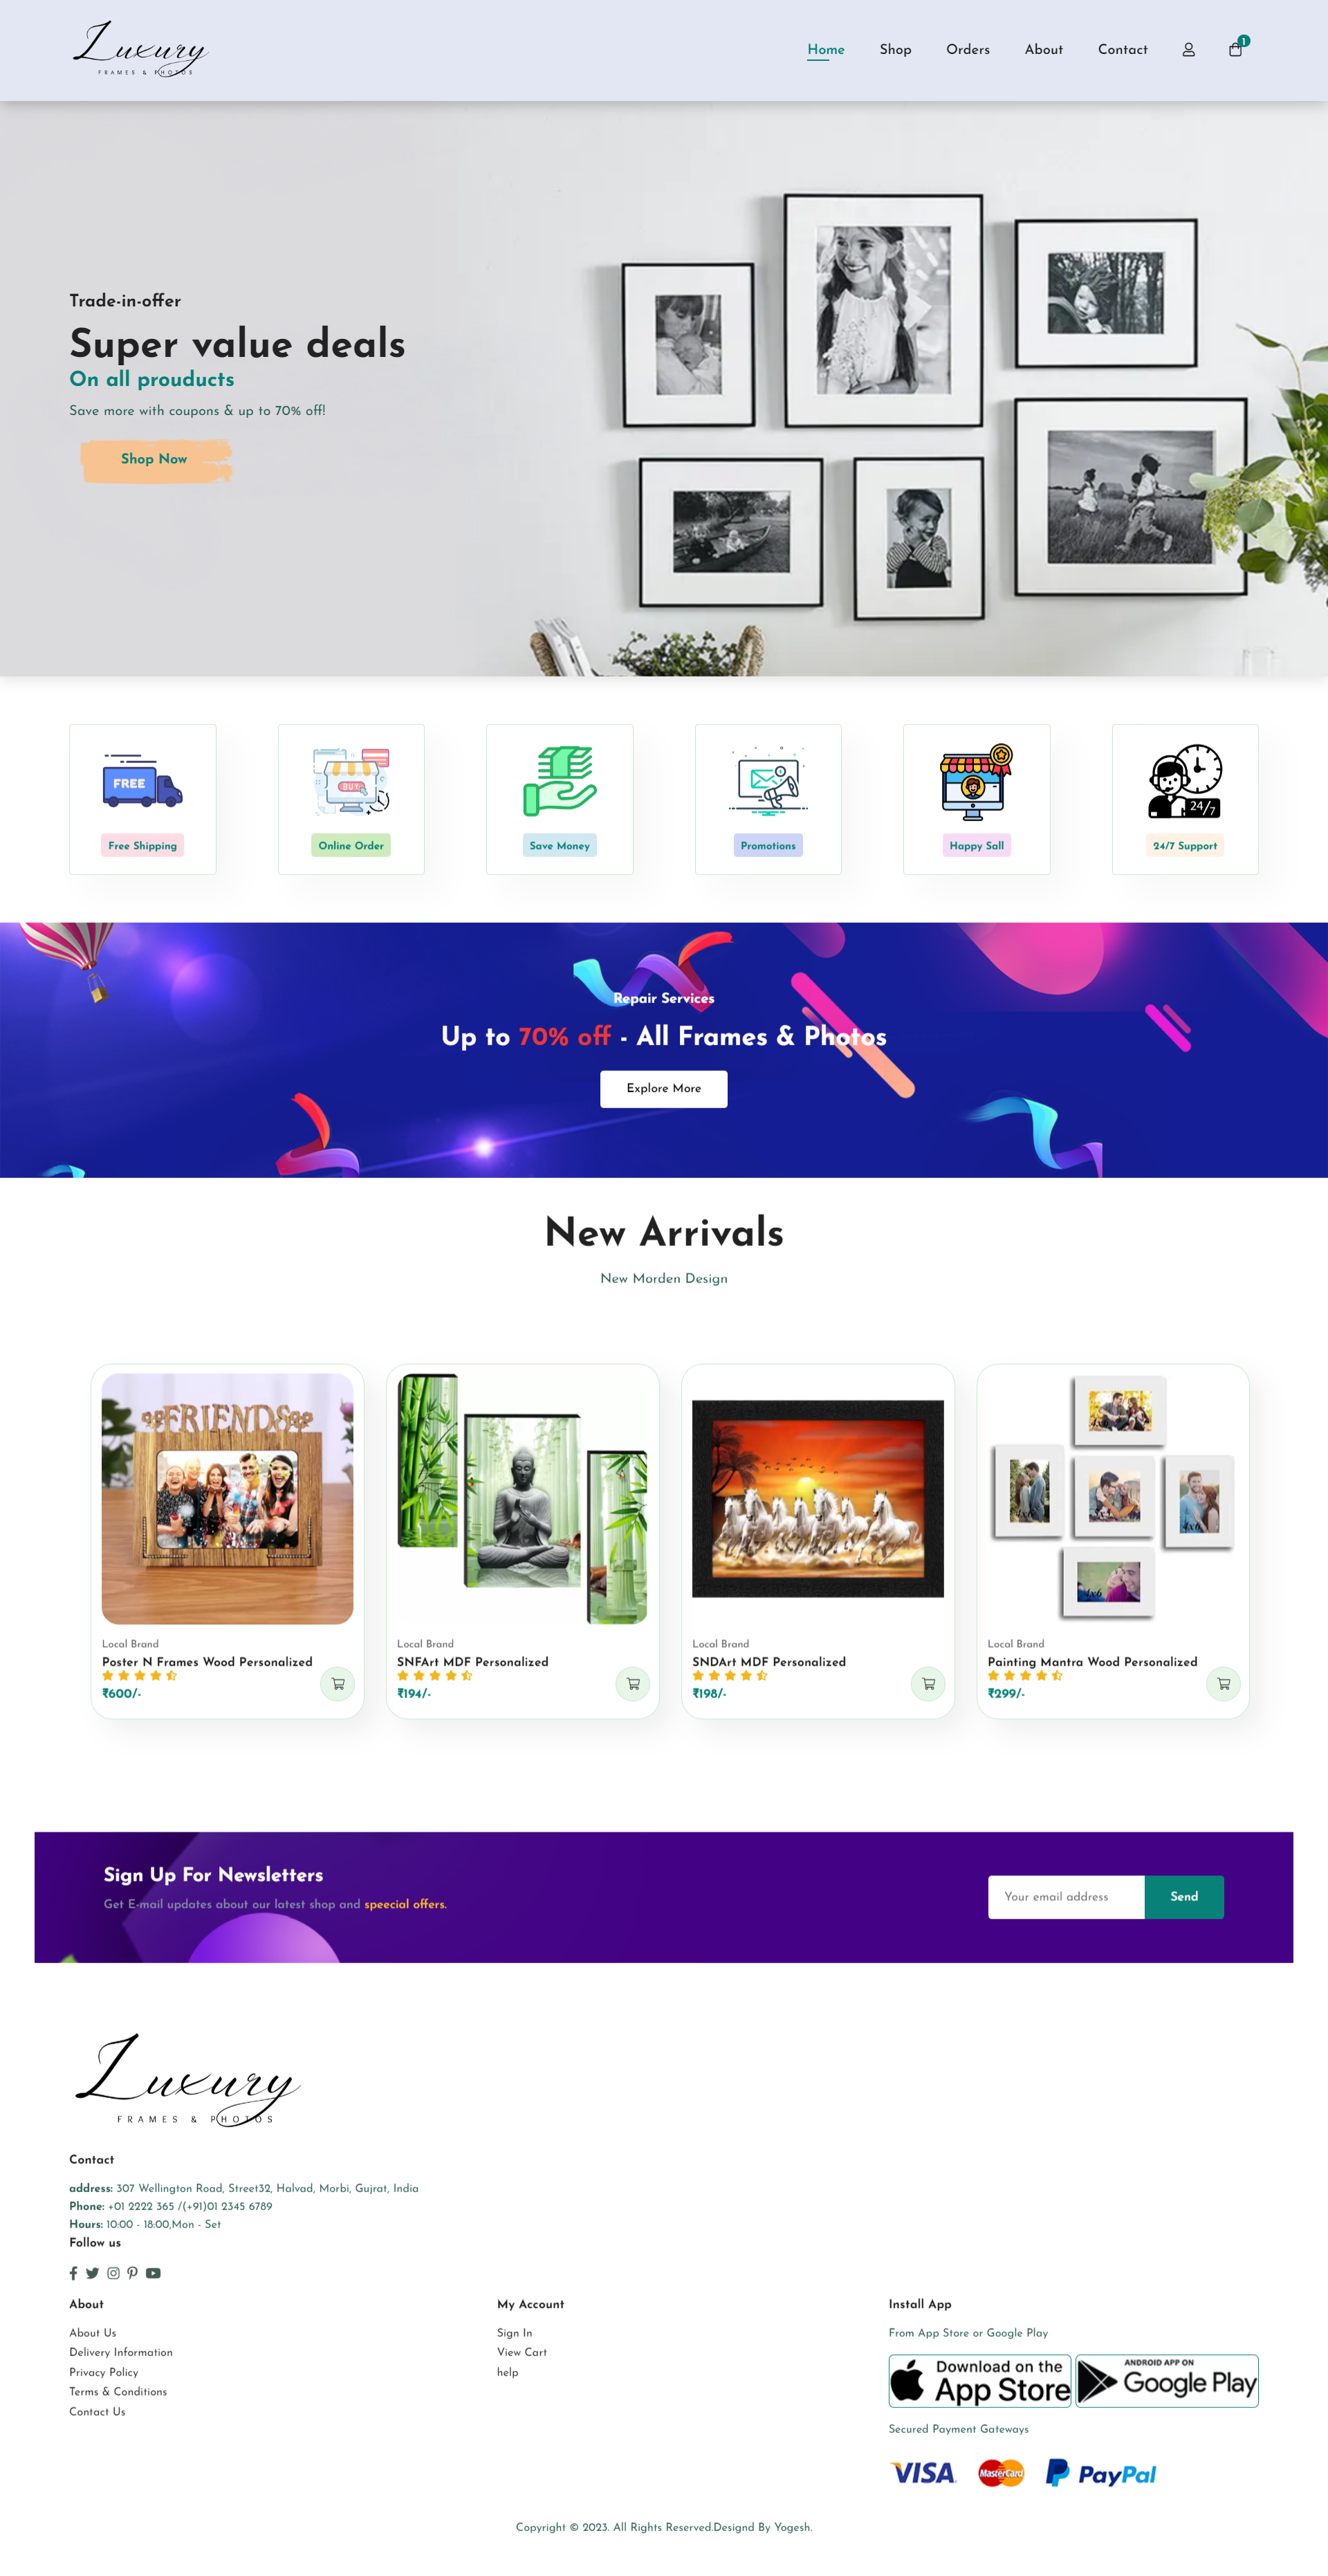 Luxury
FRAMES & PHOTOS
Home Shop Orders About Contact 1
Trade-in-offer
Super value deals
On all prouducts
Save more with coupons & up to 70% off!
Shop Now
FREE
BUY
24/7
Free Shipping
Online Order
Save Money
Promotions
Happy Sall
24/7 Support
Repair Services
Up to 70% off - All Frames & Photos
Explore More
New Arrivals
New Morden Design
FRIENDS
4x6
Local Brand
Poster N Frames Wood Personalized
₹600/-
Local Brand
SNFArt MDF Personalized
₹194/-
Local Brand
SNDArt MDF Personalized
₹198/-
Local Brand
Painting Mantra Wood Personalized
₹299/-
Sign Up For Newsletters
Get E-mail updates about our latest shop and speecial offers.
Your email address
Send
Luxury
FRAMES & PHOTOS
Contact
address: 307 Wellington Road, Street32, Halvad, Morbi, Gujrat, India
Phone: +01 2222 365 /(+91)01 2345 6789
Hours: 10:00 - 18:00,Mon - Set
Follow us
About
About Us
Delivery Information
Privacy Policy
Terms & Conditions
Contact Us
My Account
Sign In
View Cart
help
Install App
From App Store or Google Play
Download on the
App Store
ANDROID APP ON
Google Play
Secured Payment Gateways
VISA MasterCard PayPal
Copyright © 2023. All Rights Reserved.Designd By Yogesh.